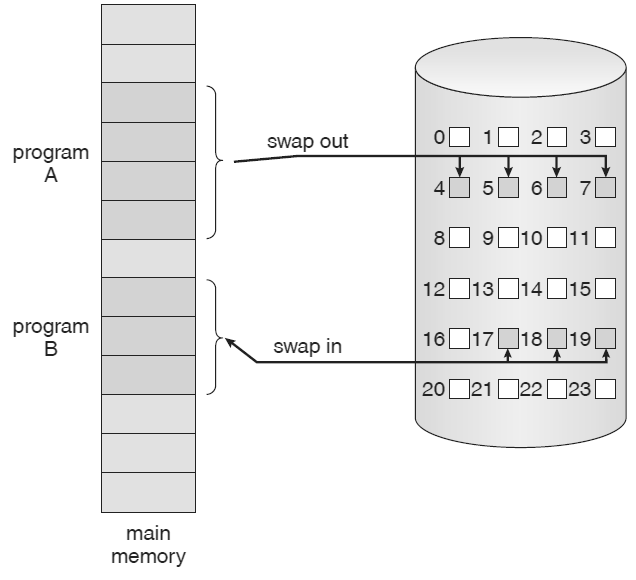 program
A
program
B
main
memory
swap out
swap in
0 1 2 3
4 5 6 7
8 9 10 11
12 13 14 15
16 17 18 19
20 21 22 23